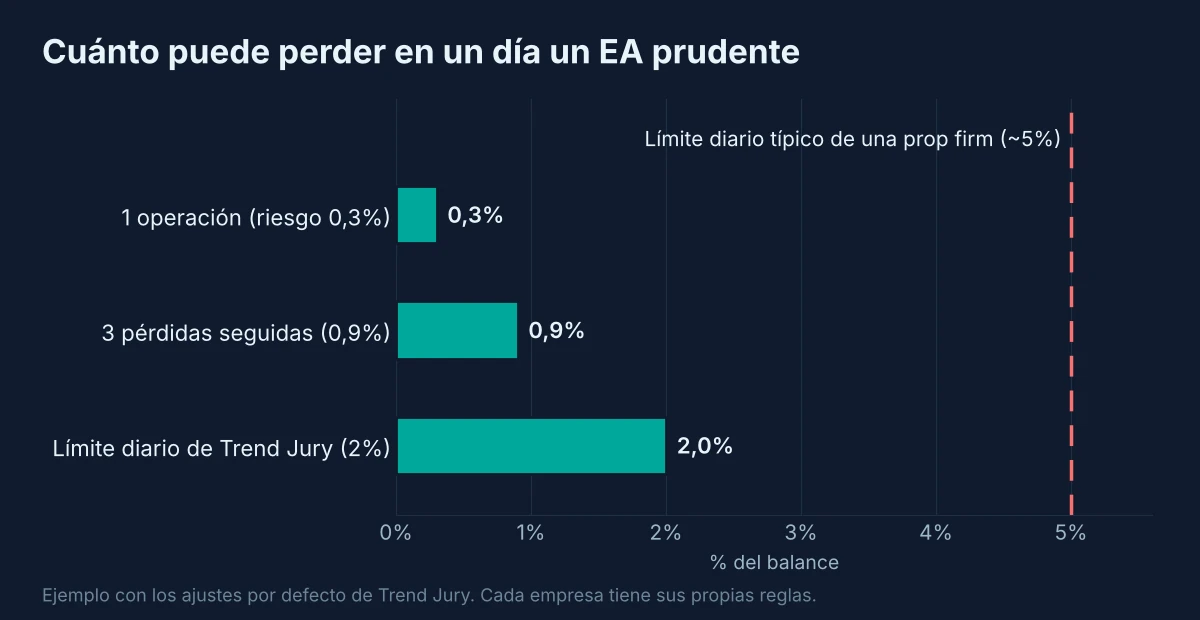 Cuánto puede perder en un día un EA prudente
Límite diario típico de una prop firm (~5%)
1 operación (riesgo 0,3%)
0,3%
3 pérdidas seguidas (0,9%)
0,9%
Límite diario de Trend Jury (2%)
2,0%
0%
1%
2%
3%
4%
5%
% del balance
Ejemplo con los ajustes por defecto de Trend Jury. Cada empresa tiene sus propias reglas.